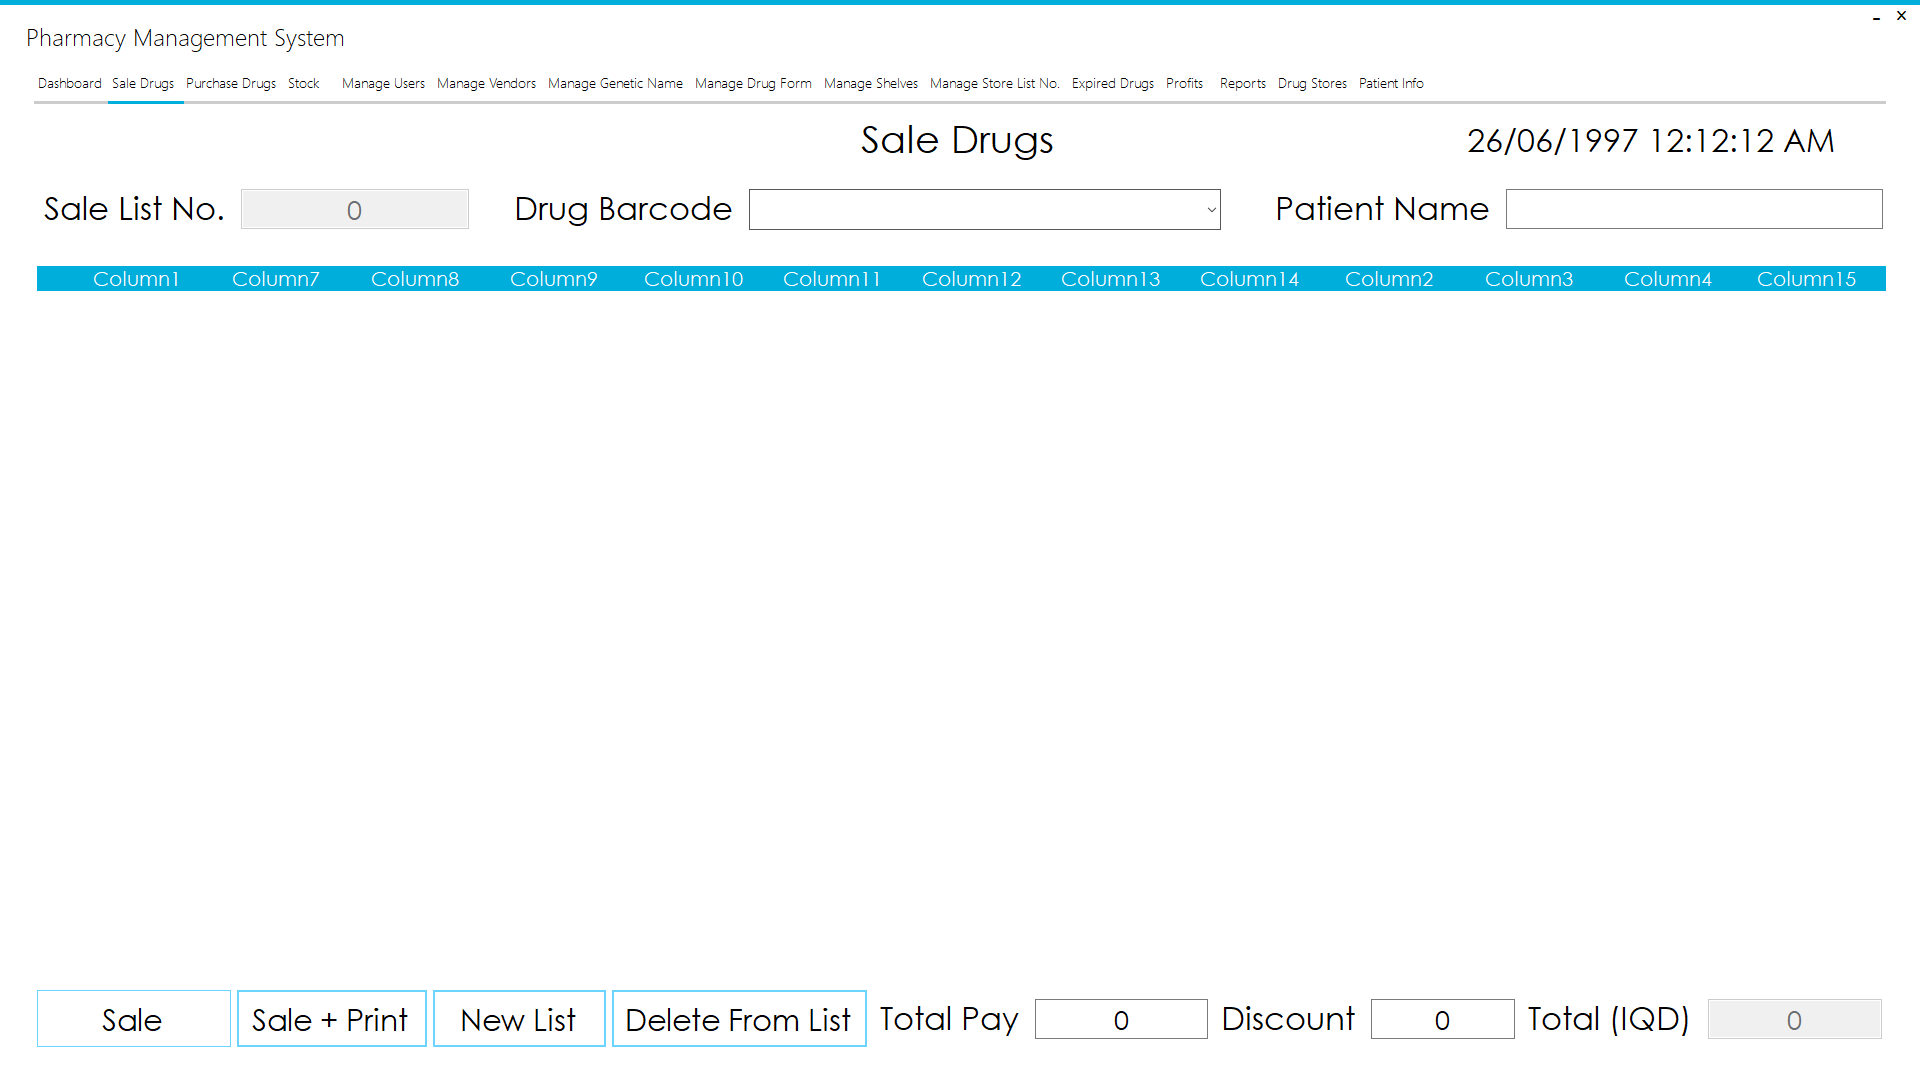 Pharmacy Management System
Dashboard Sale Drugs Purchase Drugs Stock Manage Users Manage Vendors Manage Genetic Name Manage Drug Form Manage Shelves Manage Store List No. Expired Drugs Profits Reports Drug Stores Patient Info
Sale Drugs 26/06/1997 12:12:12 AM
Sale List No. 0 Drug Barcode Patient Name
Column1 Column7 Column8 Column9 Column10 Column11 Column12 Column13 Column14 Column2 Column3 Column4 Column15
Sale Sale + Print New List Delete From List Total Pay 0 Discount 0 Total (IQD) 0